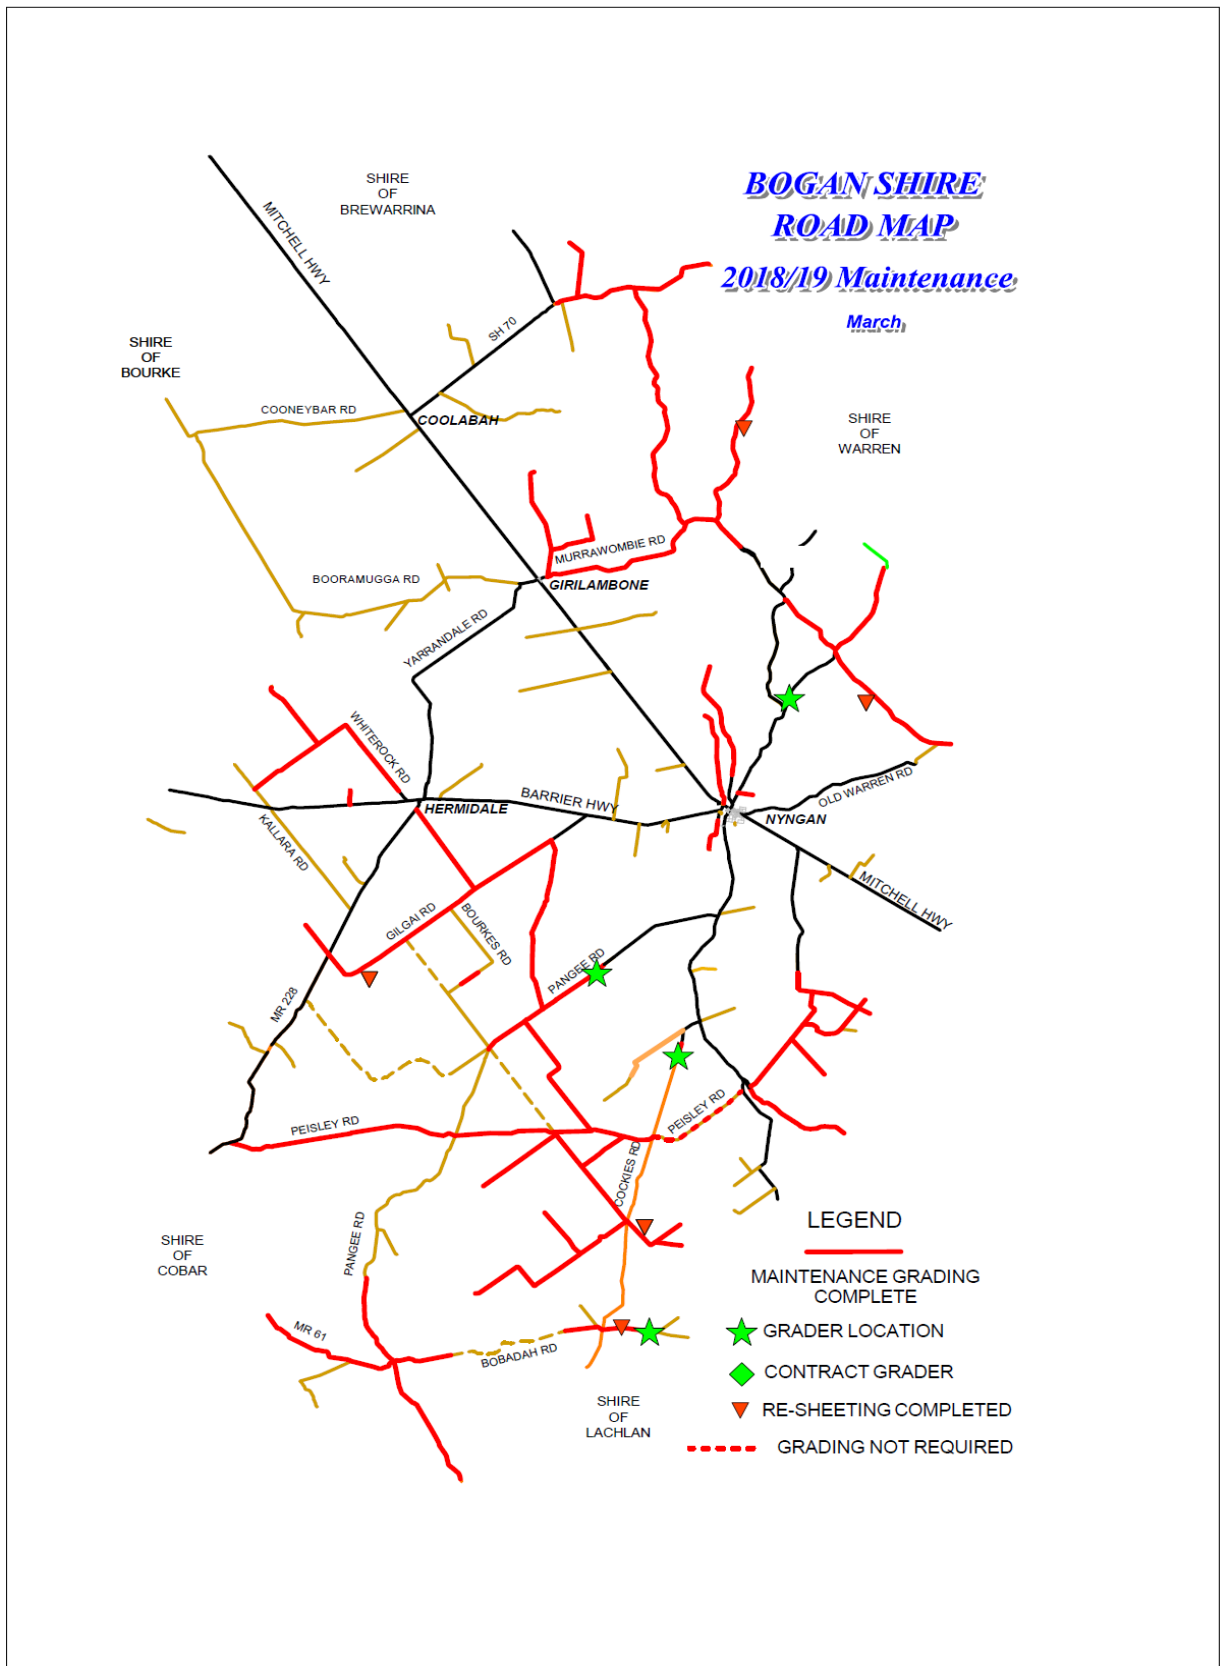 BOGAN SHIRE
ROAD MAP
2018/19 Maintenance
March
SHIRE
OF
BREWARRINA
MITCHELL HWY
SH 70
SHIRE
OF
BOURKE
COONEYBAR RD
COOLABAH
SHIRE
OF
WARREN
MURRAWOMBIE RD
BOORAMUGGA RD
GIRILAMBONE
YARRANDALE RD
WHITEROCK RD
BARRIER HWY
OLD WARREN RD
HERMIDALE
NYNGAN
KALLARA RD
MITCHELL HWY
GILGAI RD
BOURKES RD
PANGEE RD
MR 228
PEISLEY RD
PEISLEY RD
COCKIES RD
PANGEE RD
SHIRE
OF
COBAR
MR 61
BOBADAH RD
SHIRE
OF
LACHLAN
LEGEND
MAINTENANCE GRADING
COMPLETE
GRADER LOCATION
CONTRACT GRADER
RE-SHEETING COMPLETED
GRADING NOT REQUIRED